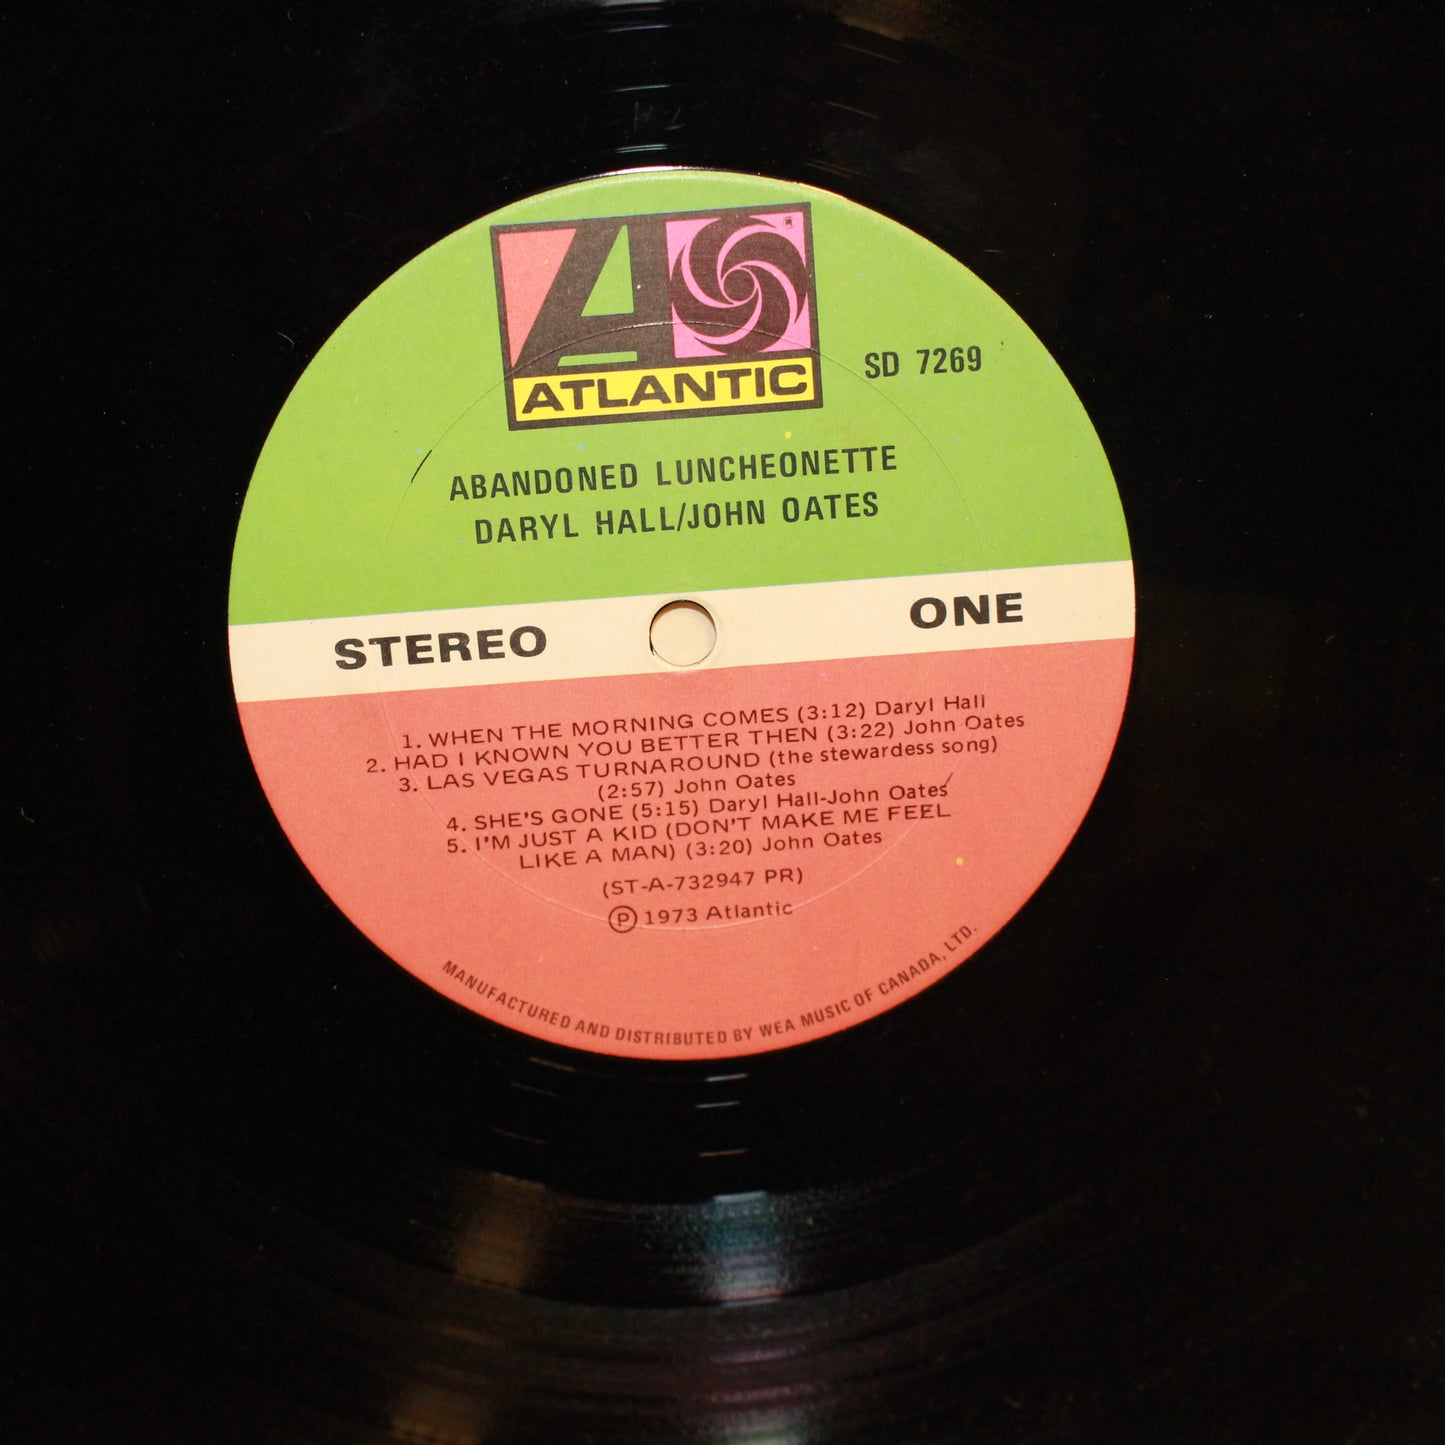 ATLANTIC
®
SD 7269
ABANDONED LUNCHEONETTE
DARYL HALL/JOHN OATES
STEREO
ONE
1. WHEN THE MORNING COMES (3:12) Daryl Hall
2. HAD I KNOWN YOU BETTER THEN (3:22) John Oates
3. LAS VEGAS TURNAROUND (the stewardess song)
(2:57) John Oates
4. SHE'S GONE (5:15) Daryl Hall-John Oates
5. I'M JUST A KID (DON'T MAKE ME FEEL
LIKE A MAN) (3:20) John Oates
(ST-A-732947 PR)
Ⓟ 1973 Atlantic
MANUFACTURED AND DISTRIBUTED BY WEA MUSIC OF CANADA, LTD.